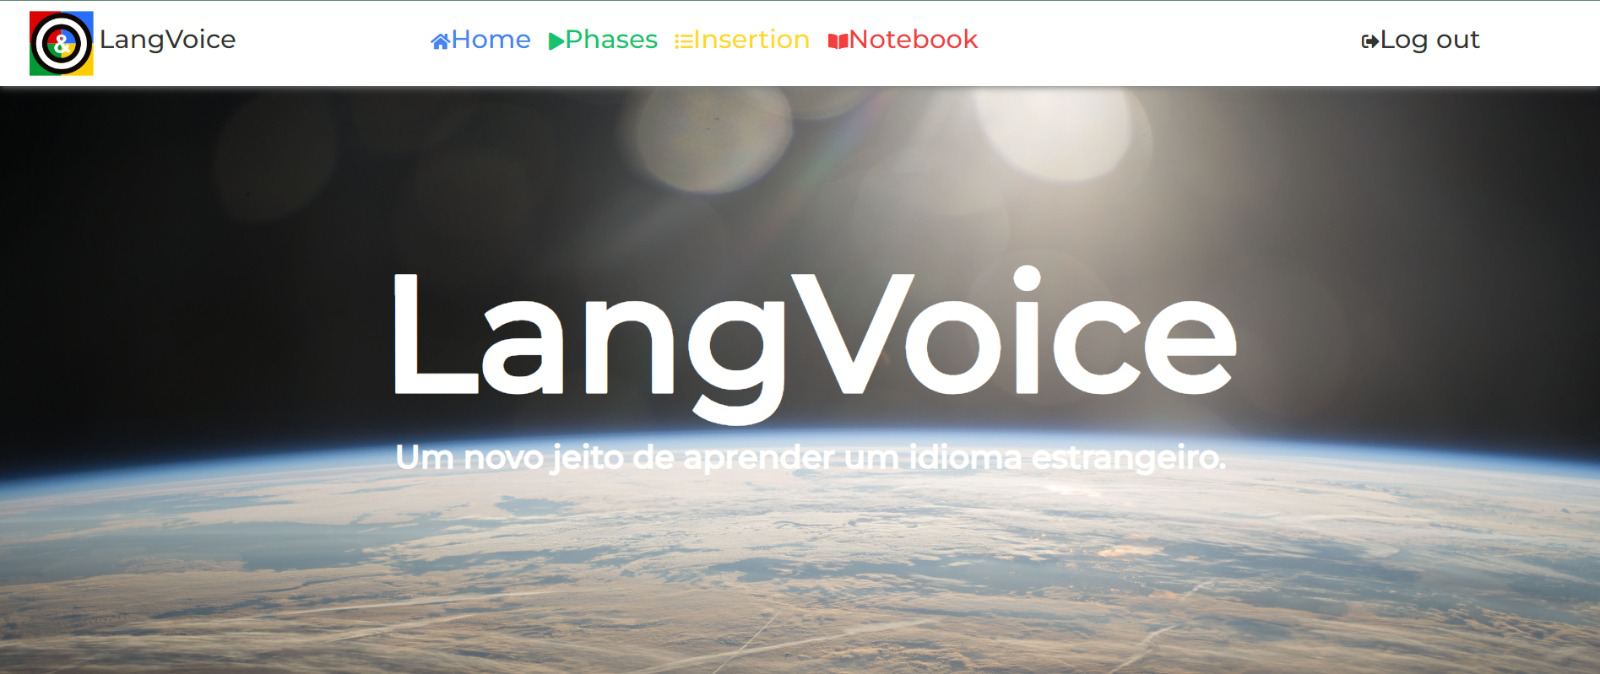 & LangVoice Home Phases Insertion Notebook Log out
LangVoice
Um novo jeito de aprender um idioma estrangeiro.